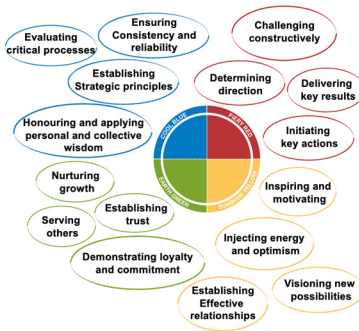 Evaluating
critical processes
Ensuring
Consistency and
reliability
Establishing
Strategic principles
Honouring and applying
personal and collective
wisdom
Challenging
constructively
Determining
direction
Delivering
key results
Initiating
key actions
COOL BLUE
FIERY RED
EARTH GREEN
SUNSHINE YELLOW
Nurturing
growth
Serving
others
Establishing
trust
Demonstrating loyalty
and commitment
Inspiring and
motivating
Injecting energy
and optimism
Establishing
Effective
relationships
Visioning new
possibilities